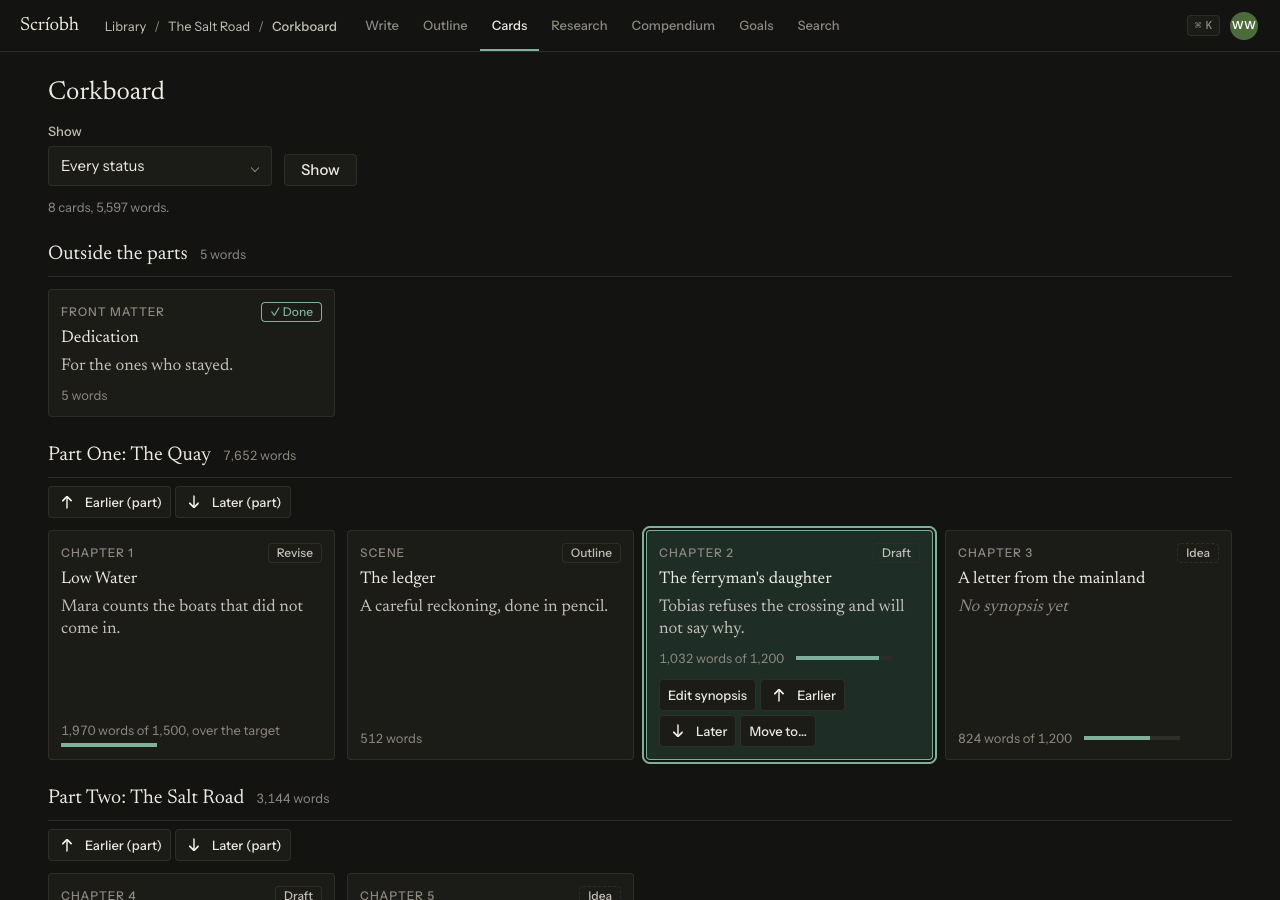 Scríobh
Library / The Salt Road / Corkboard
Write Outline Cards Research Compendium Goals Search
⌘ K
WW
Corkboard
Show
Every status
Show
8 cards, 5,597 words.
Outside the parts 5 words
FRONT MATTER ✓ Done
Dedication
For the ones who stayed.
5 words
Part One: The Quay 7,652 words
↑ Earlier (part) ↓ Later (part)
CHAPTER 1 Revise
Low Water
Mara counts the boats that did not
come in.
1,970 words of 1,500, over the target
SCENE Outline
The ledger
A careful reckoning, done in pencil.
512 words
CHAPTER 2 Draft
The ferryman's daughter
Tobias refuses the crossing and will
not say why.
1,032 words of 1,200
Edit synopsis ↑ Earlier
↓ Later Move to...
CHAPTER 3 Idea
A letter from the mainland
No synopsis yet
824 words of 1,200
Part Two: The Salt Road 3,144 words
↑ Earlier (part) ↓ Later (part)
CHAPTER 4 Draft
CHAPTER 5 Idea